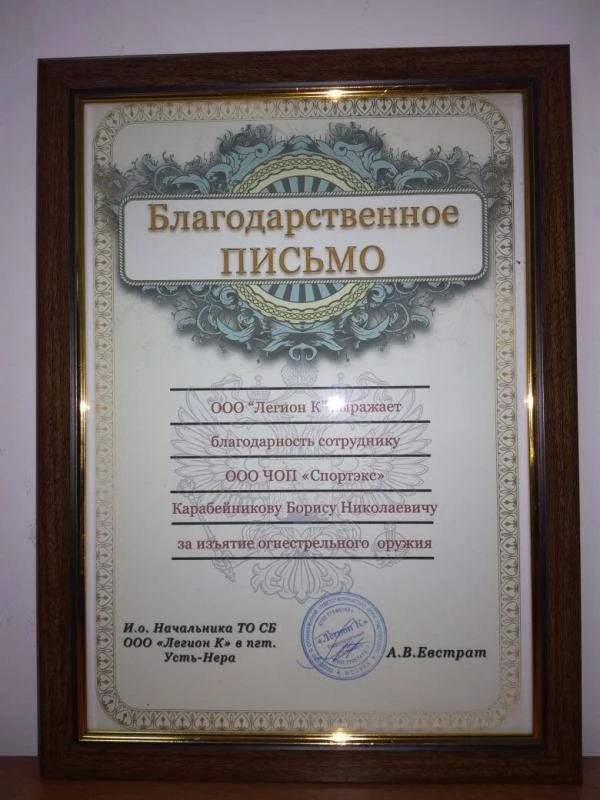 Благодарственное
ПИСЬМО
ООО "Легион К" выражает
благодарность сотруднику
ООО ЧОП «Спортэкс»
Карабейникову Борису Николаевичу
за изъятие огнестрельного оружия
И.о. Начальника ТО СБ
ООО «Легион К» в пгт.
Усть-Нера
«Легион К»
А.В.Евстрат